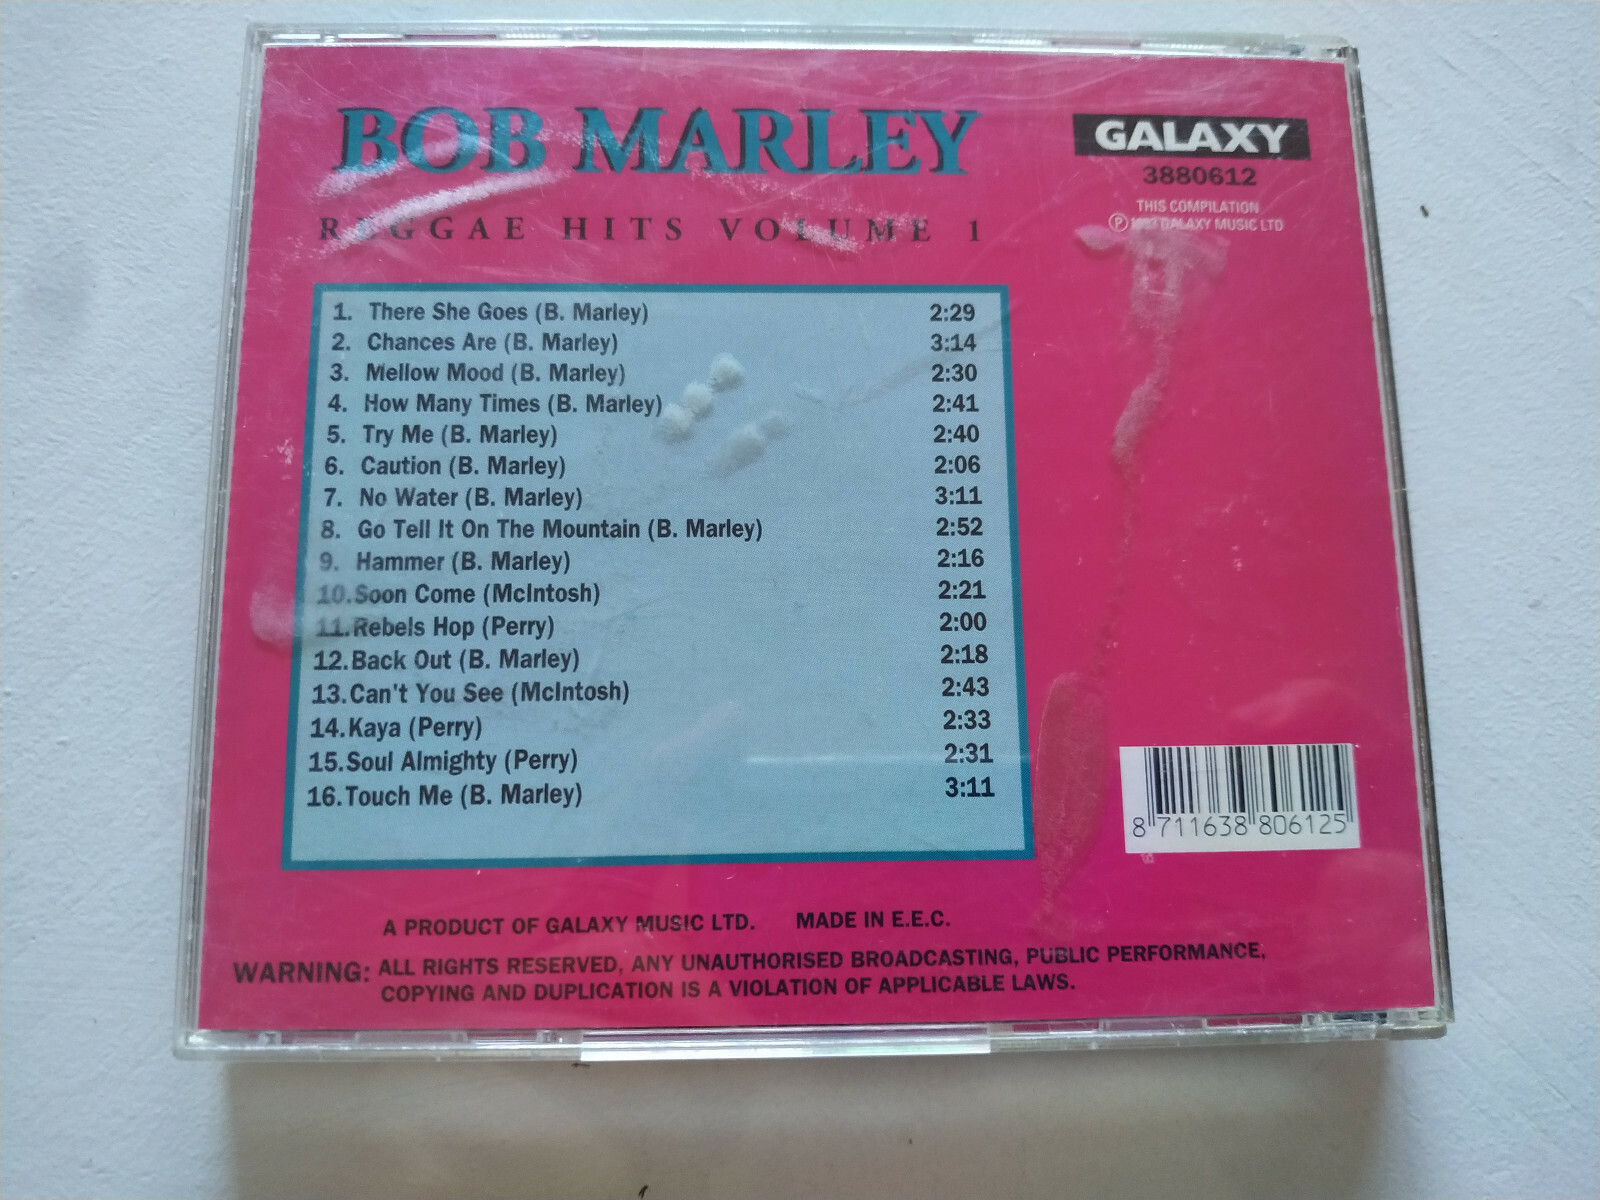 BOB MARLEY
REGGAE HITS VOLUME 1
GALAXY
3880612
THIS COMPILATION
Ⓟ GALAXY MUSIC LTD
1. There She Goes (B. Marley) 2:29
2. Chances Are (B. Marley) 3:14
3. Mellow Mood (B. Marley) 2:30
4. How Many Times (B. Marley) 2:41
5. Try Me (B. Marley) 2:40
6. Caution (B. Marley) 2:06
7. No Water (B. Marley) 3:11
8. Go Tell It On The Mountain (B. Marley) 2:52
9. Hammer (B. Marley) 2:16
10. Soon Come (McIntosh) 2:21
11. Rebels Hop (Perry) 2:00
12. Back Out (B. Marley) 2:18
13. Can't You See (McIntosh) 2:43
14. Kaya (Perry) 2:33
15. Soul Almighty (Perry) 2:31
16. Touch Me (B. Marley) 3:11
8 711638 806125
A PRODUCT OF GALAXY MUSIC LTD. MADE IN E.E.C.
WARNING: ALL RIGHTS RESERVED, ANY UNAUTHORISED BROADCASTING, PUBLIC PERFORMANCE,
COPYING AND DUPLICATION IS A VIOLATION OF APPLICABLE LAWS.